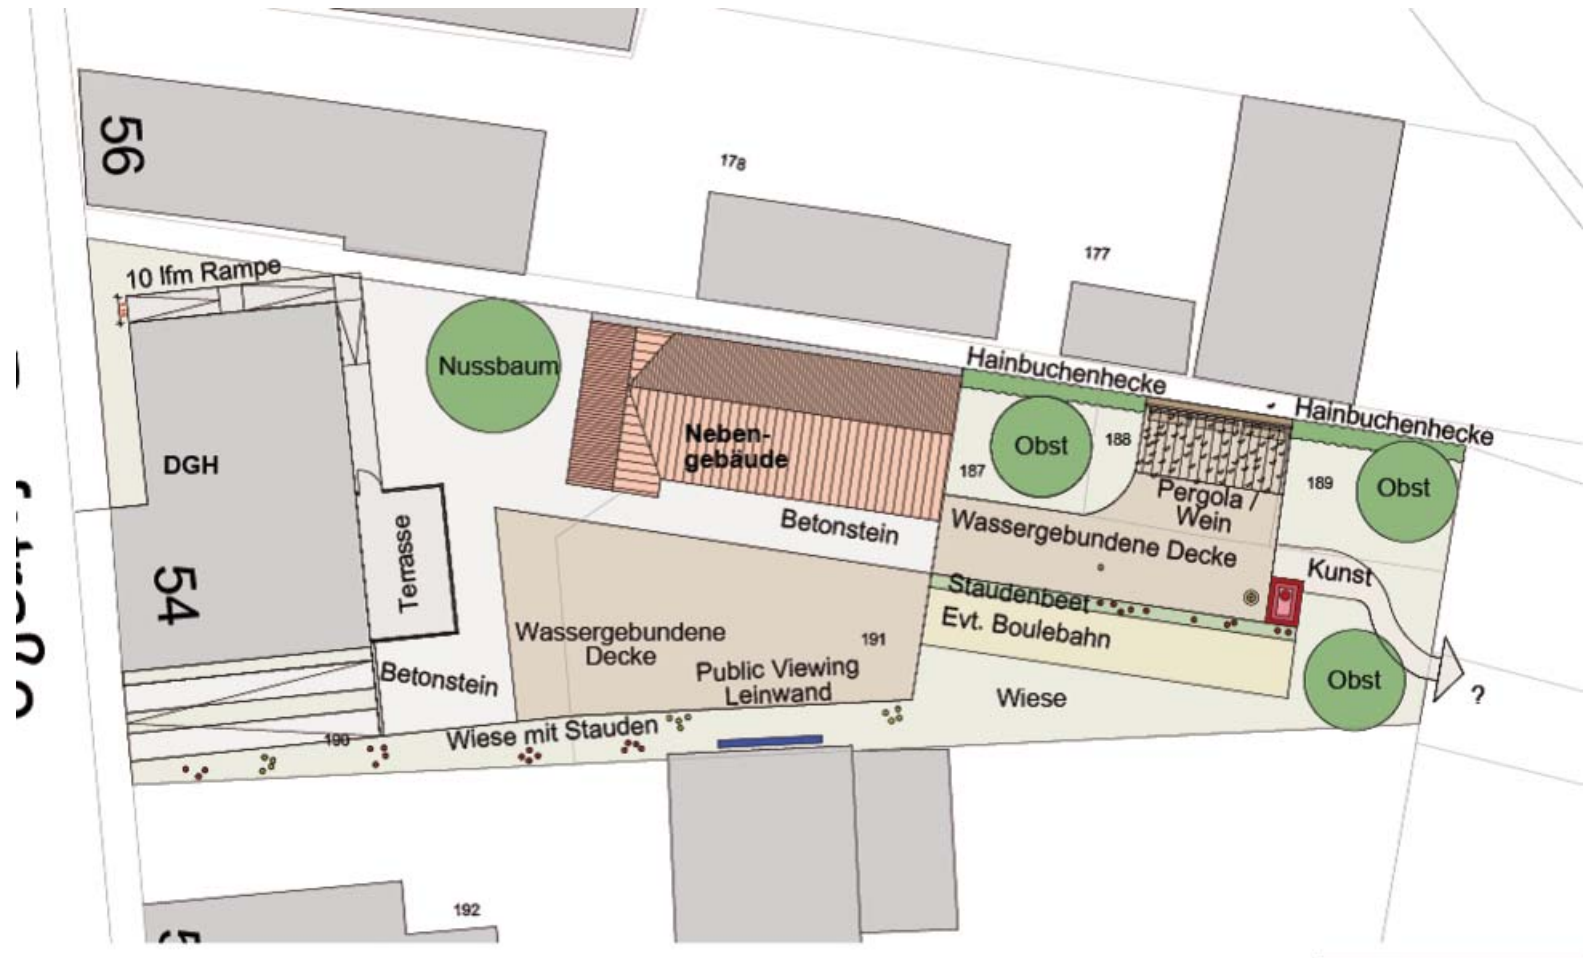 56
178
177
10 lfm Rampe
Hainbuchenhecke
Hainbuchenhecke
Nussbaum
Neben-
gebäude
Obst
188
187
Pergola /
Wein
189
Obst
DGH
Betonstein
Wassergebundene Decke
Terrasse
Kunst
54
Staudenbeet
Evt. Boulebahn
Wassergebundene
Decke
191
Public Viewing
Leinwand
Betonstein
Wiese
Obst
?
Wiese mit Stauden
190
192